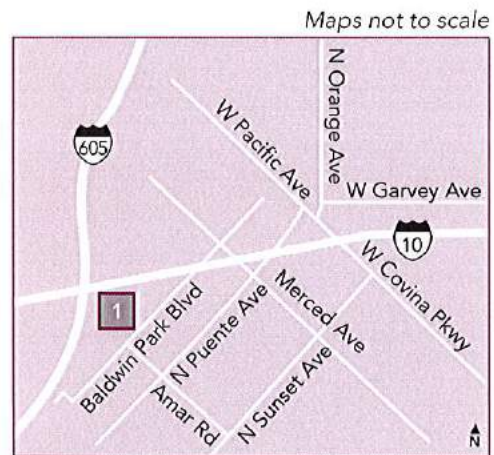 Maps not to scale
N Orange Ave
W Pacific Ave
605
W Garvey Ave
10
W Covina Pkwy
1
Baldwin Park Blvd
Merced Ave
N Puente Ave
Amar Rd
N Sunset Ave
N